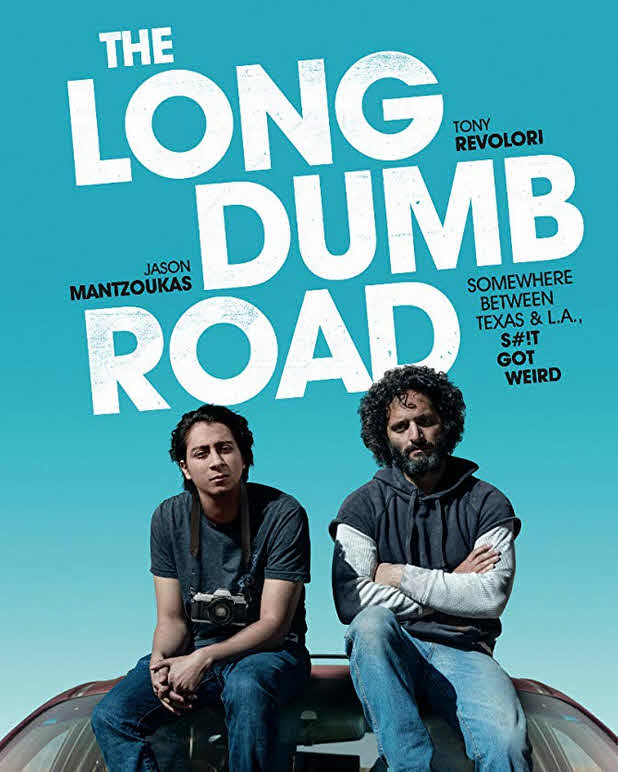 THE
LONG
TONY
REVOLORI
DUMB
JASON
MANTZOUKAS
ROAD
SOMEWHERE
BETWEEN
TEXAS & L.A.,
S#!T
GOT
WEIRD